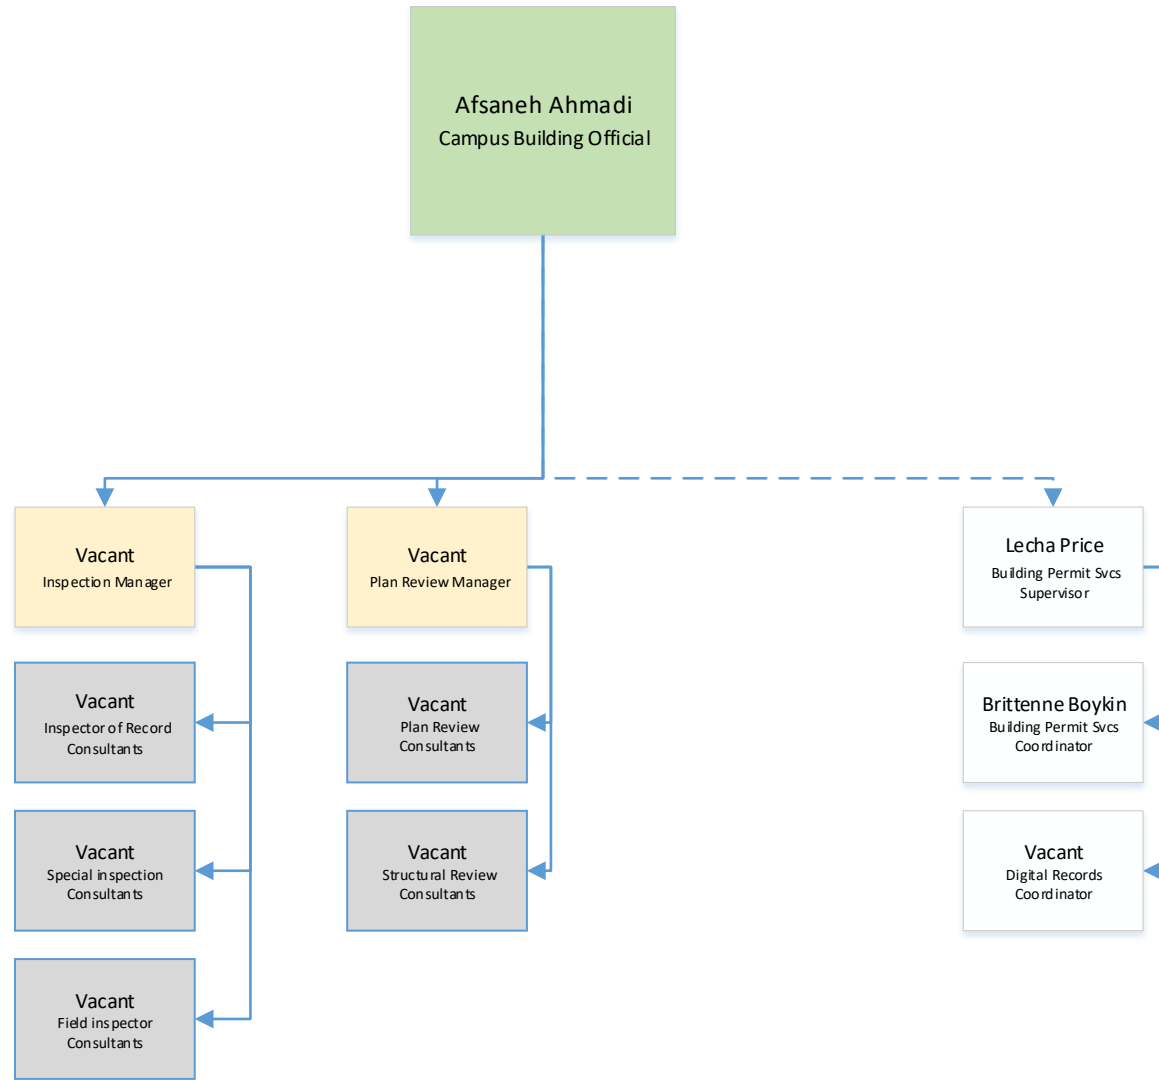 Afsaneh Ahmadi
Campus Building Official
Vacant
Inspection Manager
Vacant
Plan Review Manager
Lecha Price
Building Permit Svcs
Supervisor
Vacant
Inspector of Record
Consultants
Vacant
Plan Review
Consultants
Brittenne Boykin
Building Permit Svcs
Coordinator
Vacant
Special inspection
Consultants
Vacant
Structural Review
Consultants
Vacant
Digital Records
Coordinator
Vacant
Field inspector
Consultants